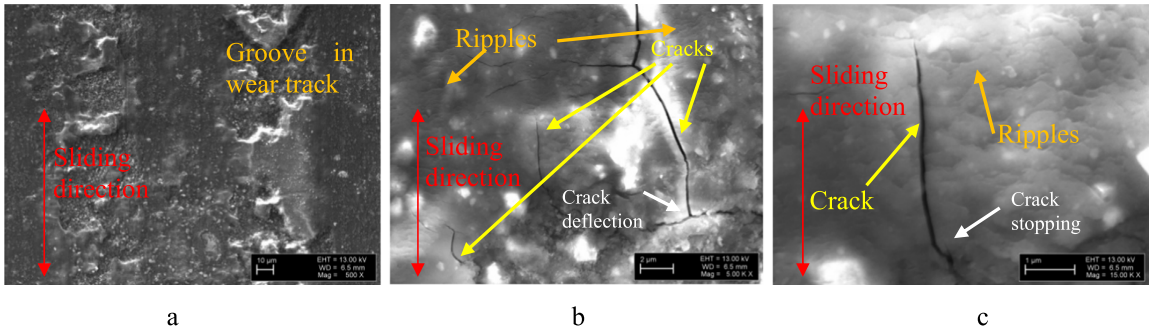 Groove in
wear track
Sliding
direction
10 µm
EHT = 13.00 kV
WD = 6.5 mm
Mag = 500 X
a
Ripples
Cracks
Sliding
direction
Crack
deflection
2 µm
EHT = 13.00 kV
WD = 6.5 mm
Mag = 5.00 K X
b
Sliding
direction
Ripples
Crack
Crack
stopping
1 µm
EHT = 13.00 kV
WD = 6.5 mm
Mag = 15.00 K X
c